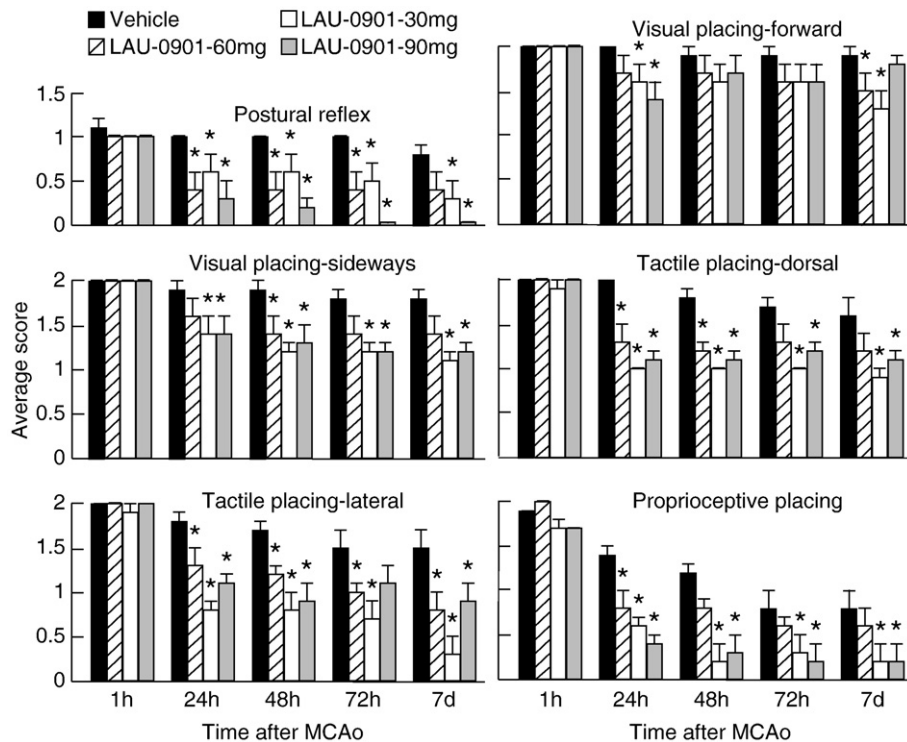 Vehicle
LAU-0901-30mg
LAU-0901-60mg
LAU-0901-90mg
Postural reflex
1.5
1
0.5
0
* * * * * * * * * * *
Visual placing-forward
* * * *
Visual placing-sideways
2
1.5
1
0.5
0
Average score
** * * * * * * *
Tactile placing-dorsal
* * * * * * * * * * *
Tactile placing-lateral
2
1.5
1
0.5
0
* * * * * * * * * * *
1h 24h 48h 72h 7d
Time after MCAo
Proprioceptive placing
* * * * * * * * *
1h 24h 48h 72h 7d
Time after MCAo